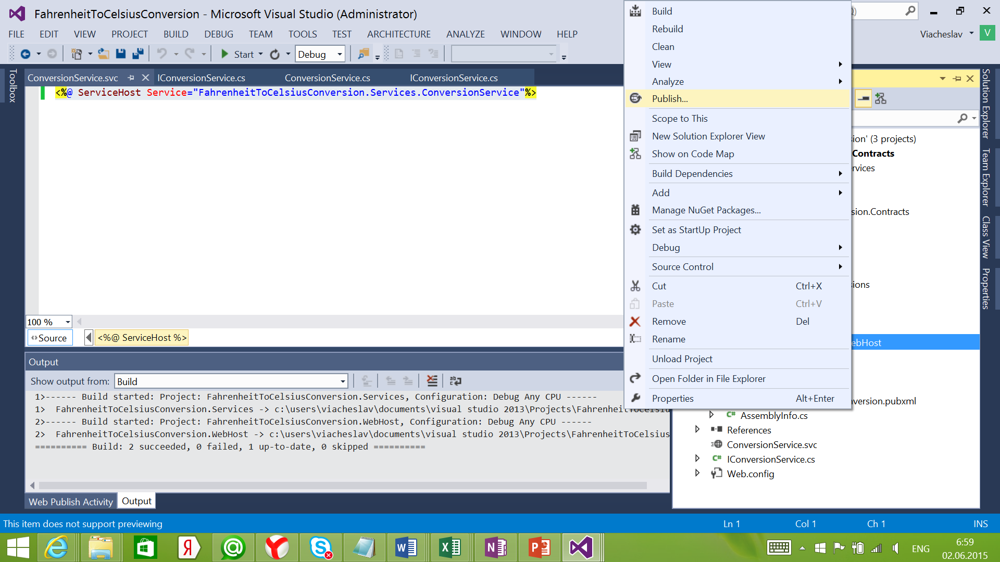 FahrenheitToCelsiusConversion - Microsoft Visual Studio (Administrator)
FILE EDIT VIEW PROJECT BUILD DEBUG TEAM TOOLS TEST ARCHITECTURE ANALYZE WINDOW HELP
Viacheslav V
Start Debug
Toolbox
ConversionService.svc IConversionService.cs ConversionService.cs IConversionService.cs
<%@ ServiceHost Service="FahrenheitToCelsiusConversion.Services.ConversionService"%>
100 %
Source <%@ ServiceHost %>
Output
Show output from: Build
1>------ Build started: Project: FahrenheitToCelsiusConversion.Services, Configuration: Debug Any CPU ------
1> FahrenheitToCelsiusConversion.Services -> c:\users\viacheslav\documents\visual studio 2013\Projects\FahrenheitToCelsiu
2>------ Build started: Project: FahrenheitToCelsiusConversion.WebHost, Configuration: Debug Any CPU ------
2> FahrenheitToCelsiusConversion.WebHost -> c:\users\viacheslav\documents\visual studio 2013\Projects\FahrenheitToCelsius
========== Build: 2 succeeded, 0 failed, 1 up-to-date, 0 skipped ==========
Web Publish Activity Output
Build
Rebuild
Clean
View
Analyze
Publish...
Scope to This
New Solution Explorer View
Show on Code Map
Build Dependencies
Add
Manage NuGet Packages...
Set as StartUp Project
Debug
Source Control
Cut Ctrl+X
Paste Ctrl+V
Remove Del
Rename
Unload Project
Open Folder in File Explorer
Properties Alt+Enter
ion' (3 projects)
Contracts
rvices
sion.Contracts
ions
ebHost
version.pubxml
AssemblyInfo.cs
References
ConversionService.svc
IConversionService.cs
Web.config
Solution Explorer
Team Explorer
Class View
Properties
This item does not support previewing Ln 1 Col 1 Ch 1 INS
ENG
6:59
02.06.2015